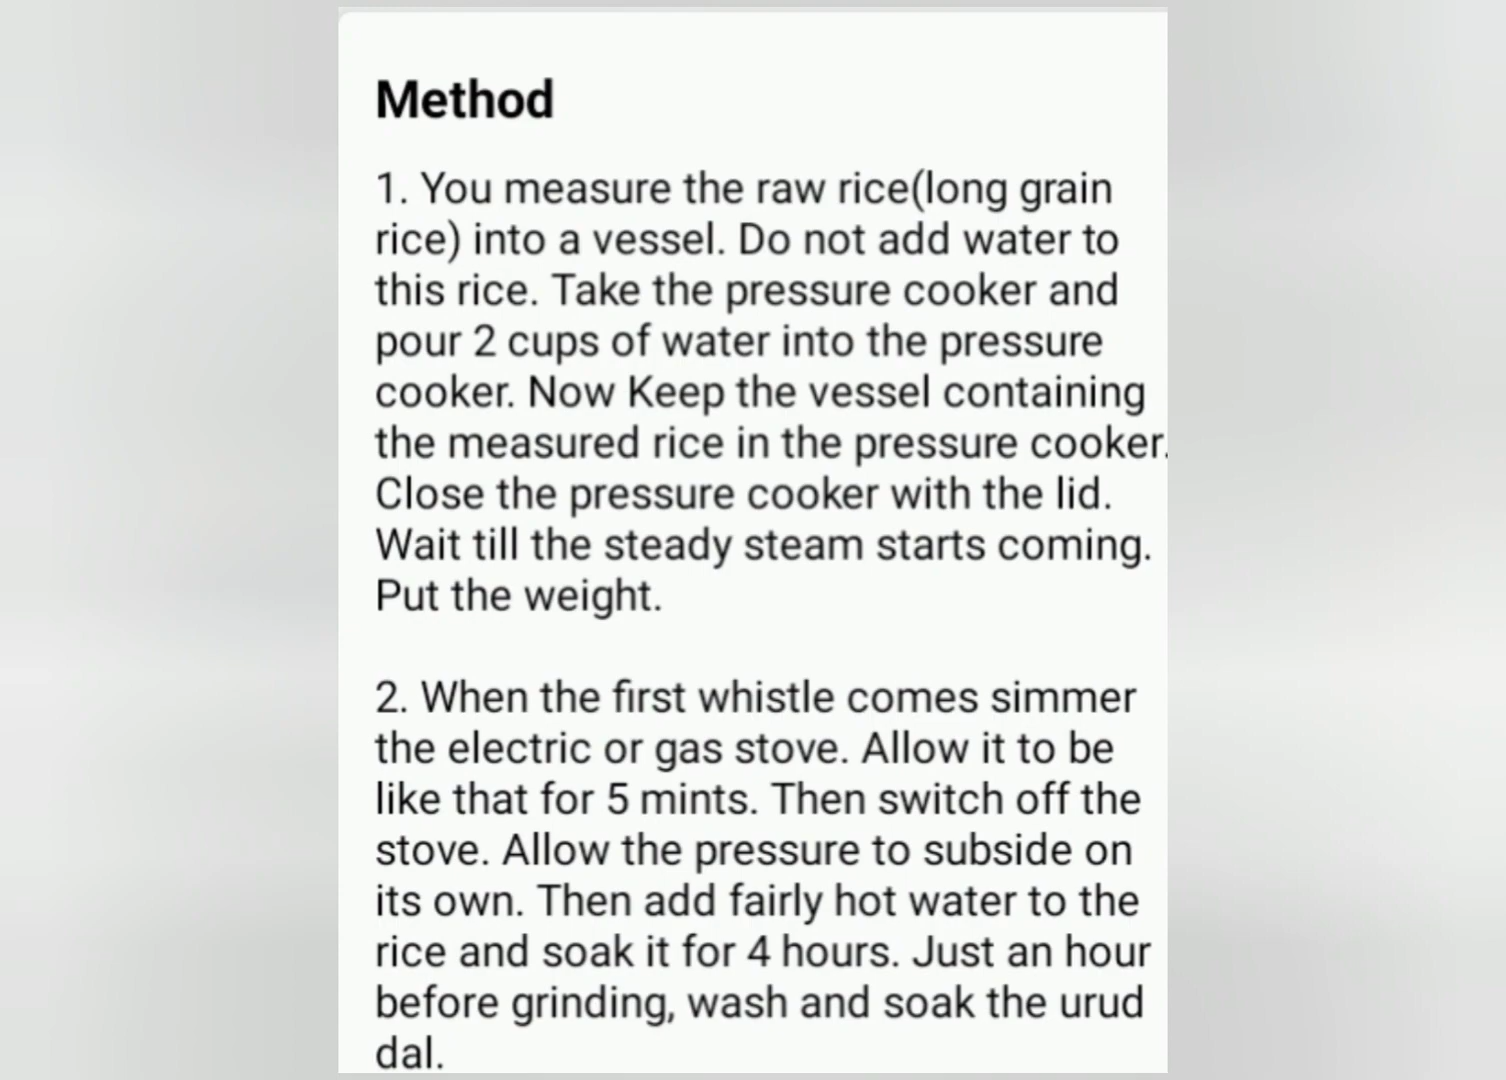 Method
1. You measure the raw rice(long grain
rice) into a vessel. Do not add water to
this rice. Take the pressure cooker and
pour 2 cups of water into the pressure
cooker. Now Keep the vessel containing
the measured rice in the pressure cooker.
Close the pressure cooker with the lid.
Wait till the steady steam starts coming.
Put the weight.
2. When the first whistle comes simmer
the electric or gas stove. Allow it to be
like that for 5 mints. Then switch off the
stove. Allow the pressure to subside on
its own. Then add fairly hot water to the
rice and soak it for 4 hours. Just an hour
before grinding, wash and soak the urud
dal.